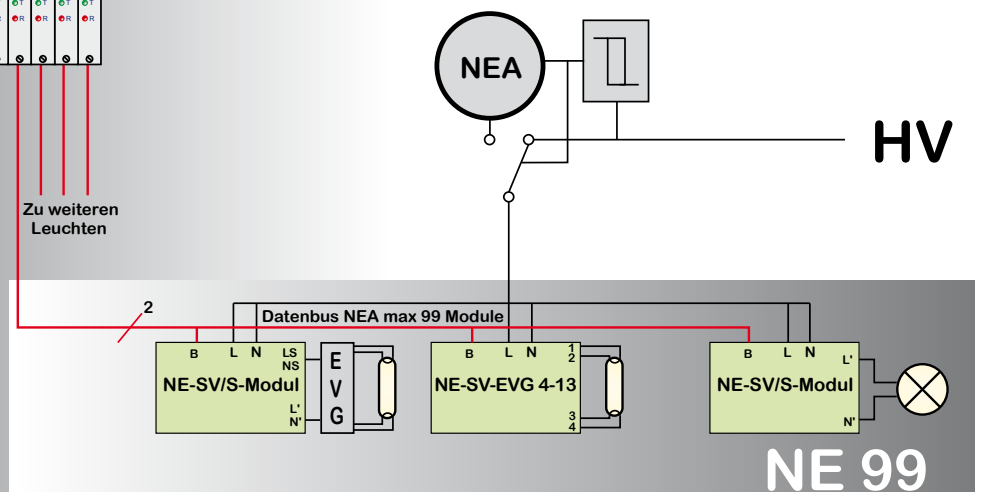 T T T T
R R R R R
NEA
HV
Zu weiteren
Leuchten
2
Datenbus NEA max 99 Module
B L N LS
NS
NE-SV/S-Modul
L'
N'
E
V
G
B L N 1
2
NE-SV-EVG 4-13
3
4
B L N
L'
NE-SV/S-Modul
N'
NE 99